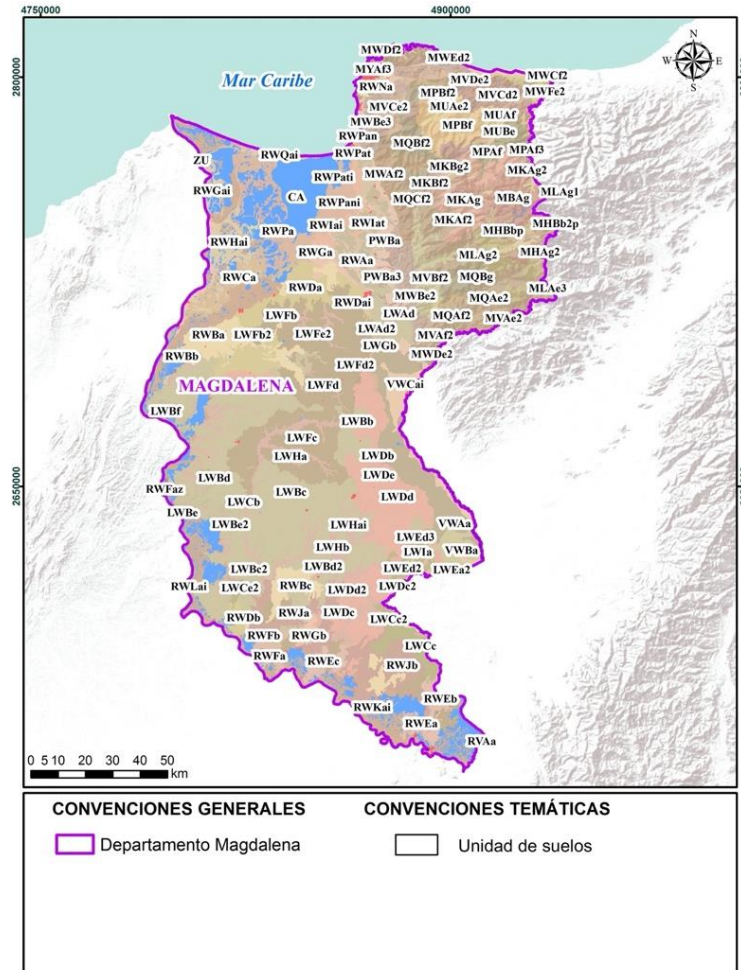 4750000 4900000
2800000
2650000
N
W E
S
Mar Caribe
MWDf2
MWEd2
MYAf3
RWNa
MVDe2
MWCf2
MPBf2
MVCd2
MWFe2
MVCe2
MUAe2
MUAf
MWBe3
MPBf
MUBe
RWPan
MQBf2
RWQai
RWPat
MPAf
MPAf3
ZU
MKBg2
MKAg2
RWPati
MWAf2
MKBf2
RWGai
CA
MLAg1
RWPani
MQCf2
MKAg
MBAg
MKAf2
RWIai
RWIat
MHBb2p
RWPa
MHBbp
RWHai
PWBa
RWGa
MLAg2
MHAg2
RWAa
RWCa
PWBa3
MVBf2
MQBg
RWDa
MLAe3
MWBe2
MQAe2
RWDai
LWFb
LWAd
MQAf2
MVAe2
LWAd2
RWBa
LWFb2
LWFe2
MVAf2
LWGb
RWBb
MWDe2
LWFd2
MAGDALENA
LWFd
VWCai
LWBf
LWBb
LWFc
LWHa
LWDb
LWBd
LWDe
RWFaz
LWBc
LWDd
LWCb
LWBe
LWBe2
LWHai
VWAa
LWEd3
LWHb
LWIa
VWBa
LWBc2
LWBd2
LWEd2
LWEa2
RWLai
LWCe2
RWBc
LWDd2
LWDc2
RWDb
RWJa
LWDc
LWCc2
RWFb
RWGb
LWCc
RWFa
RWEc
RWJb
RWEb
RWKai
RWEa
RVAa
0 5 10 20 30 40 50
km
CONVENCIONES GENERALES CONVENCIONES TEMÁTICAS
Departamento Magdalena Unidad de suelos